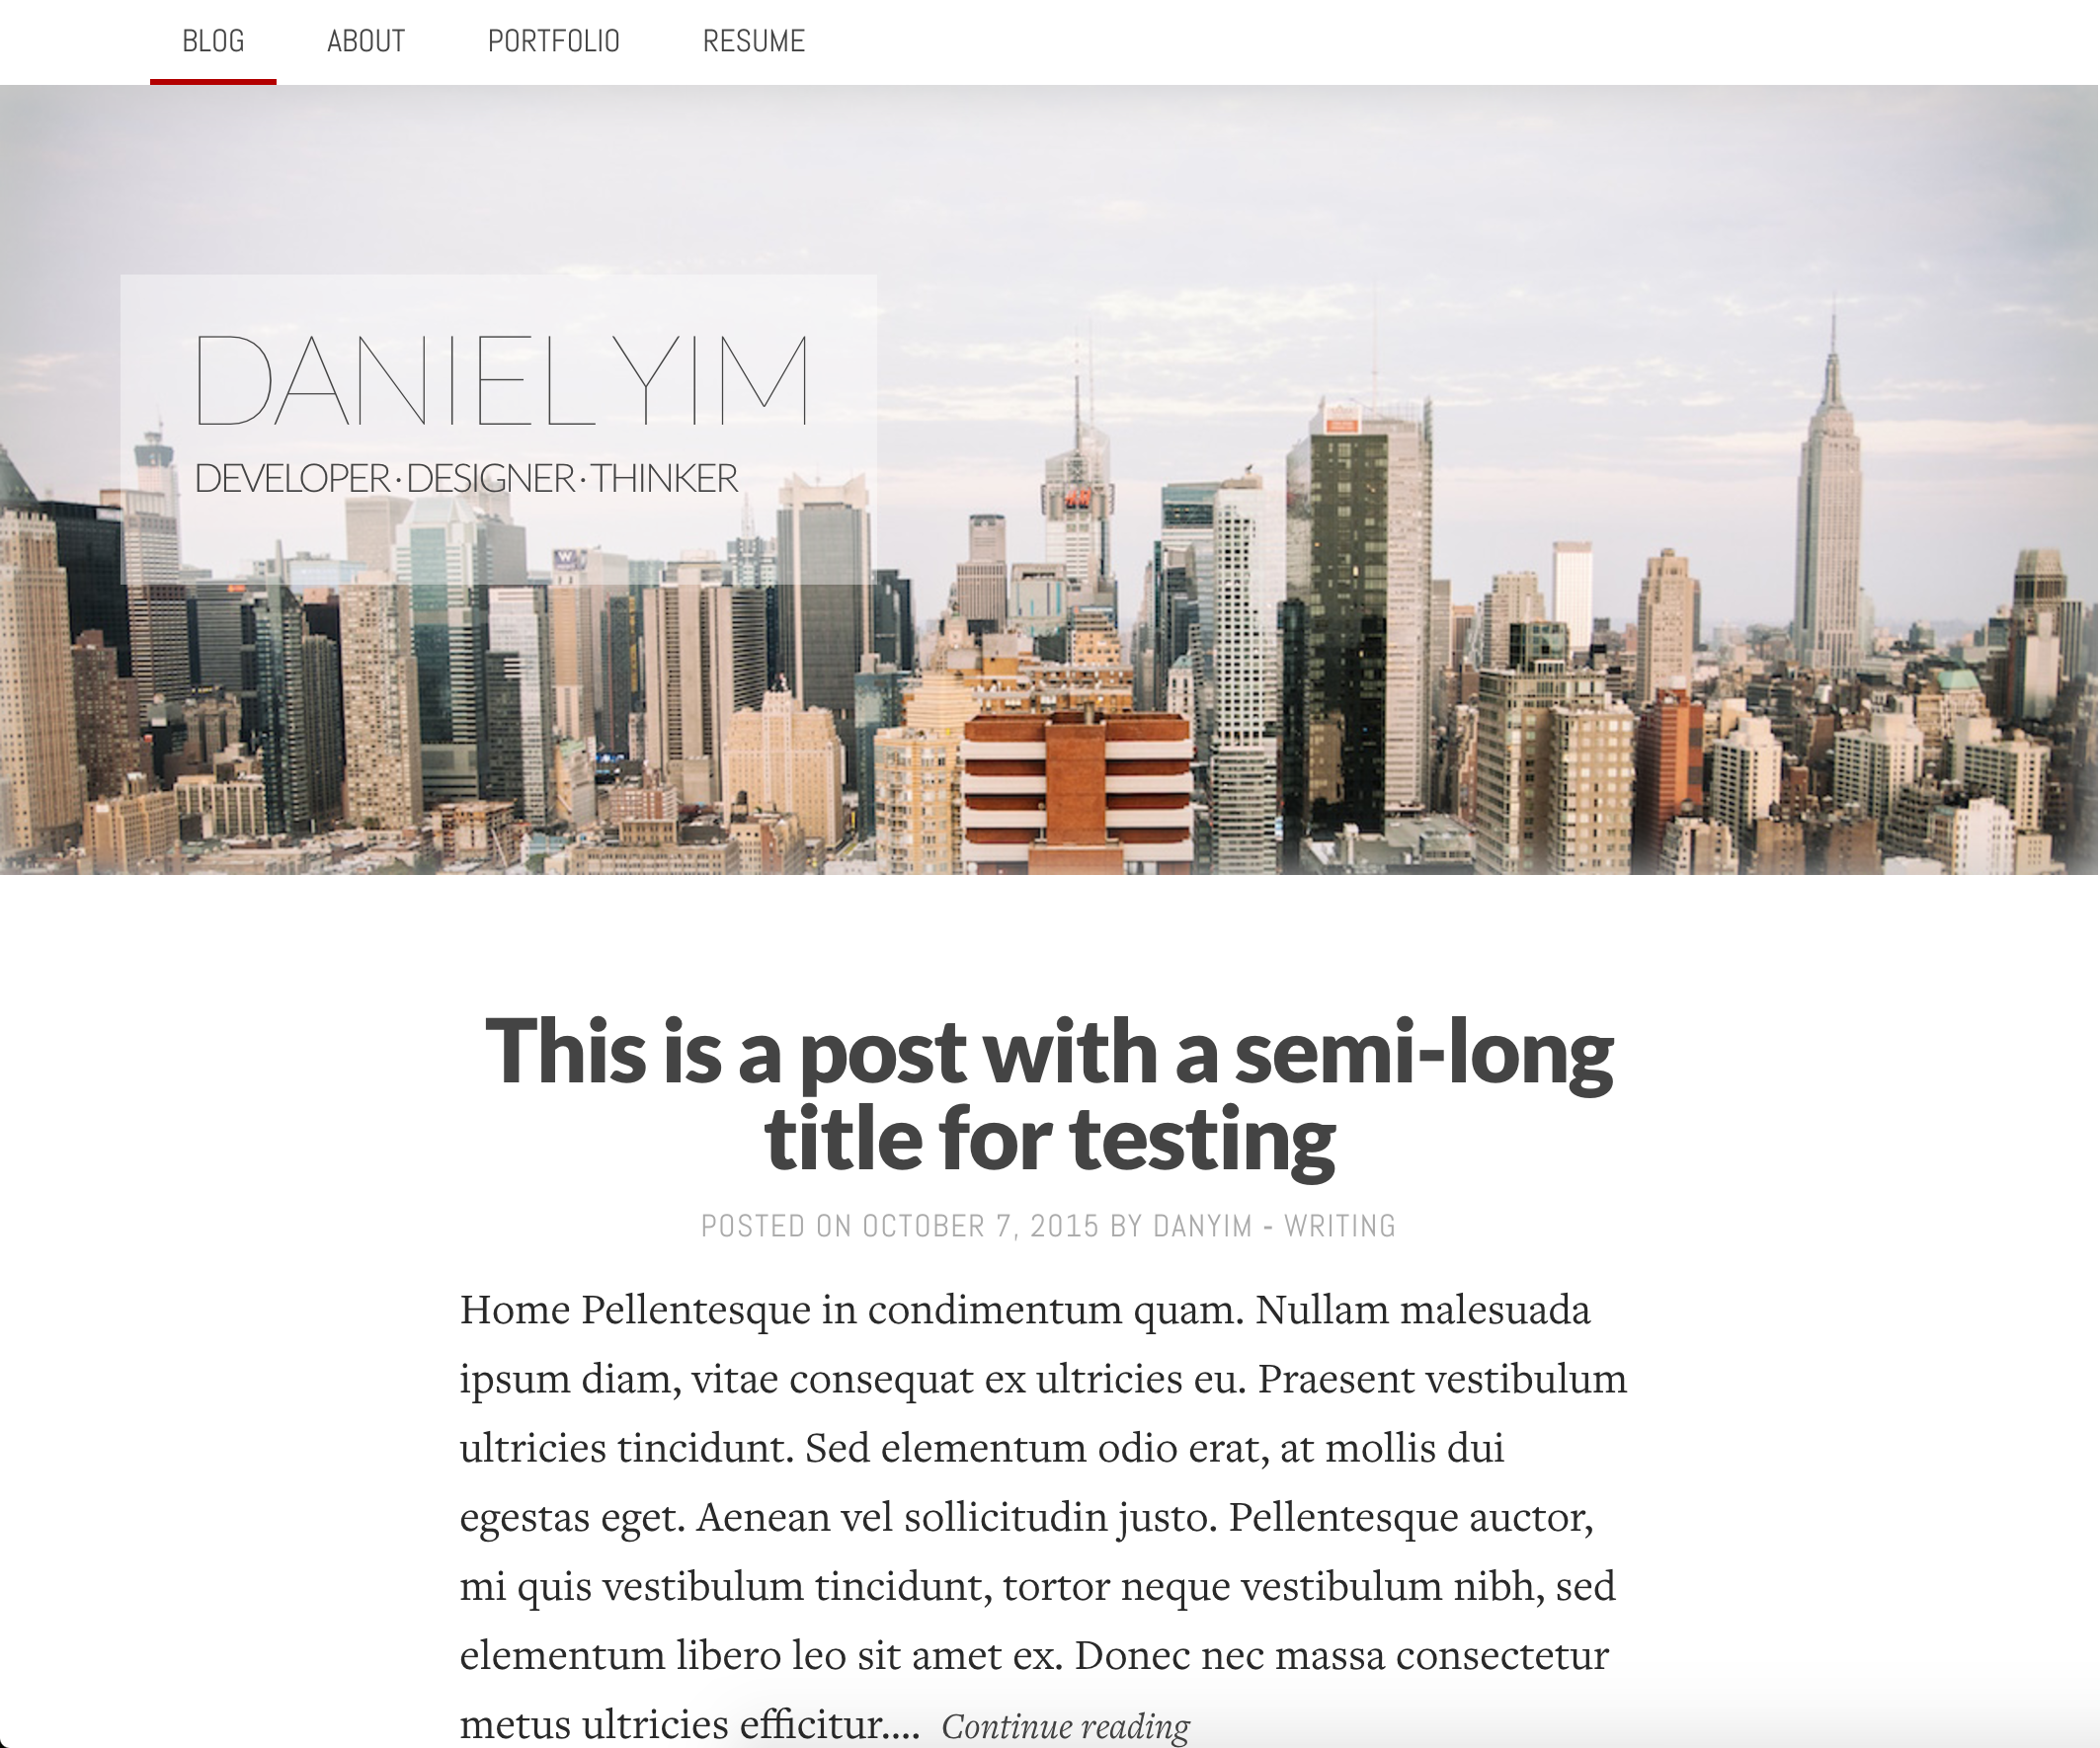 BLOG ABOUT PORTFOLIO RESUME
DANIEL YIM
DEVELOPER·DESIGNER·THINKER
W
H&M
This is a post with a semi-long
title for testing
POSTED ON OCTOBER 7, 2015 BY DANYIM - WRITING
Home Pellentesque in condimentum quam. Nullam malesuada
ipsum diam, vitae consequat ex ultricies eu. Praesent vestibulum
ultricies tincidunt. Sed elementum odio erat, at mollis dui
egestas eget. Aenean vel sollicitudin justo. Pellentesque auctor,
mi quis vestibulum tincidunt, tortor neque vestibulum nibh, sed
elementum libero leo sit amet ex. Donec nec massa consectetur
metus ultricies efficitur.... Continue reading